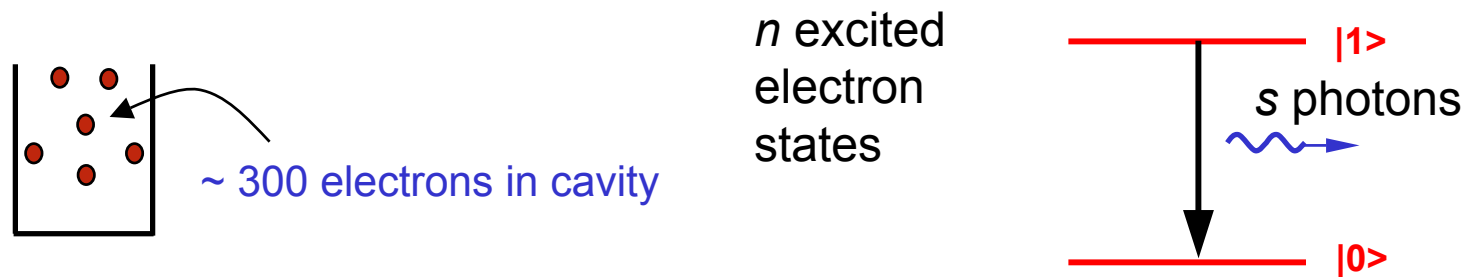 ~ 300 electrons in cavity
n excited
electron
states
|1>
s photons
|0>